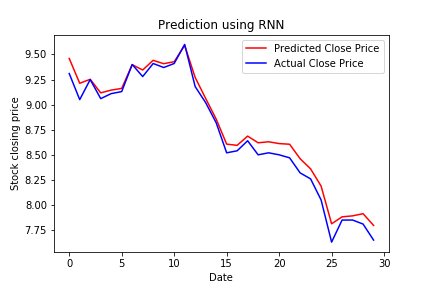 Prediction using RNN
Predicted Close Price
Actual Close Price
Stock closing price
9.50
9.25
9.00
8.75
8.50
8.25
8.00
7.75
0 5 10 15 20 25 30
Date